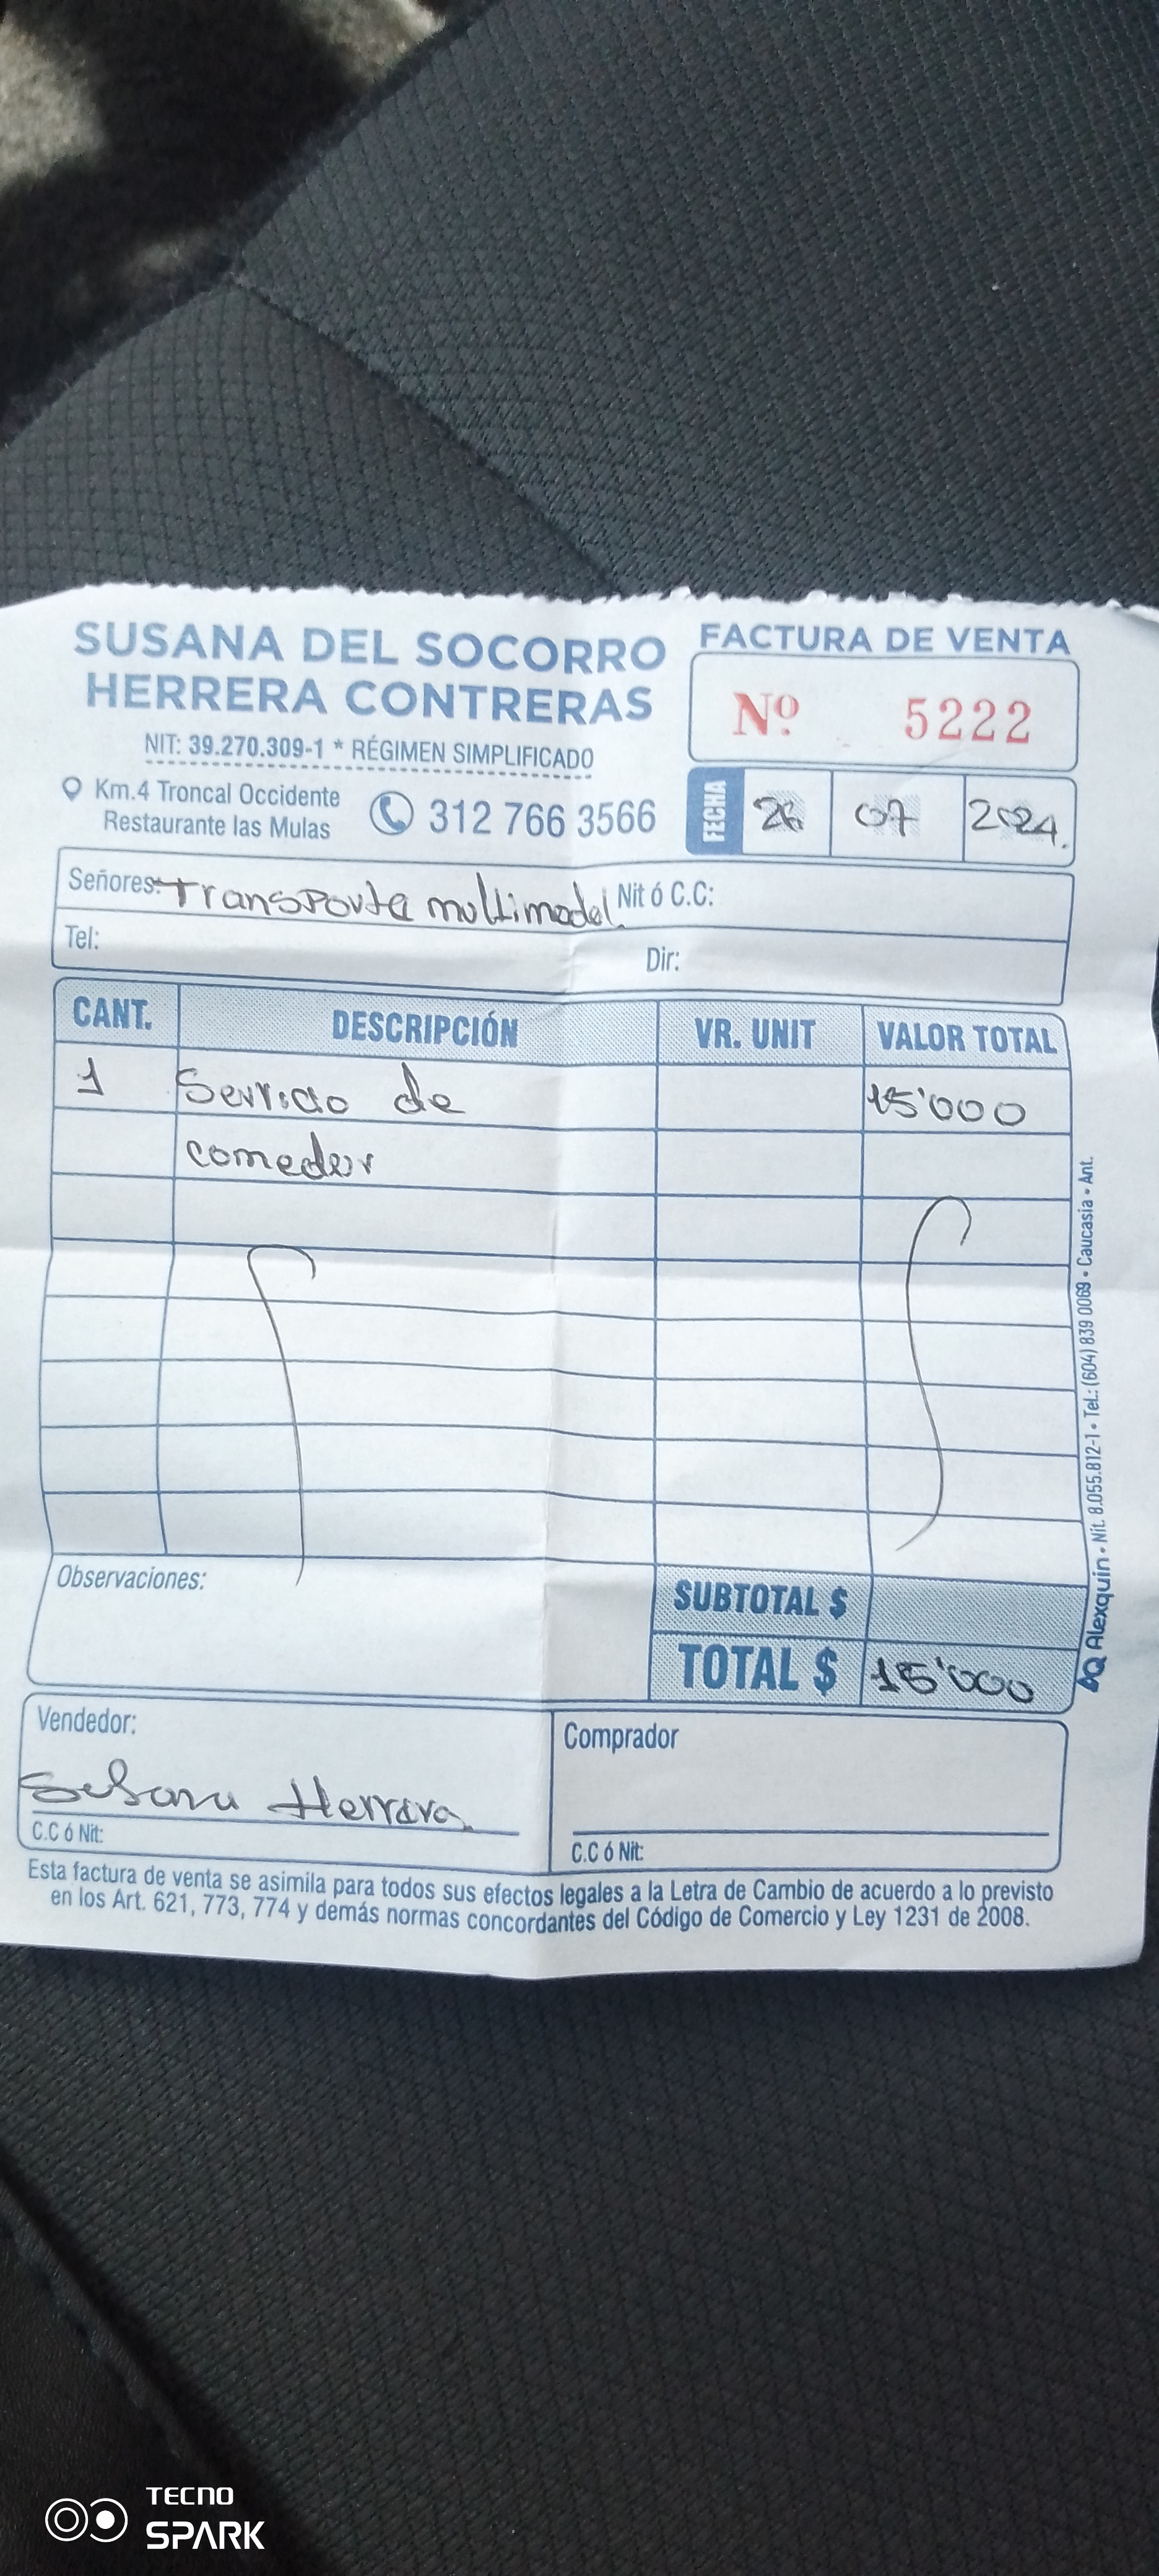 SUSANA DEL SOCORRO
HERRERA CONTRERAS
NIT: 39.270.309-1 * RÉGIMEN SIMPLIFICADO
Km.4 Troncal Occidente
Restaurante las Mulas
312 766 3566
FACTURA DE VENTA
Nº 5222
FECHA 26 07 2024.
Señores: Transporte multimodal. Nit ó C.C:
Tel: Dir:
CANT. DESCRIPCIÓN VR. UNIT VALOR TOTAL
1 Servicio de 15'000
comedor
Observaciones:
SUBTOTAL $
TOTAL $ 15'000
Vendedor:
Susana Herrera
C.C ó Nit:
Comprador
C.C ó Nit:
Esta factura de venta se asimila para todos sus efectos legales a la Letra de Cambio de acuerdo a lo previsto
en los Art. 621, 773, 774 y demás normas concordantes del Código de Comercio y Ley 1231 de 2008.
AQ Alexquin • Nit. 8.055.812-1 • Tel.: (604) 839 0069 • Caucasia • Ant.
TECNO
SPARK